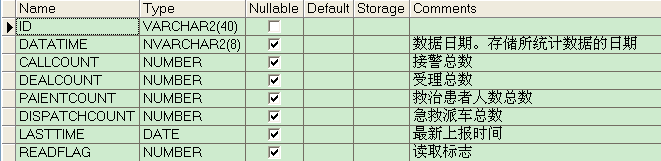 Name Type Nullable Default Storage Comments
ID VARCHAR2(40)
DATATIME NVARCHAR2(8) 数据日期。存储所统计数据的日期
CALLCOUNT NUMBER 接警总数
DEALCOUNT NUMBER 受理总数
PAIENTCOUNT NUMBER 救治患者人数总数
DISPATCHCOUNT NUMBER 急救派车总数
LASTTIME DATE 最新上报时间
READFLAG NUMBER 读取标志